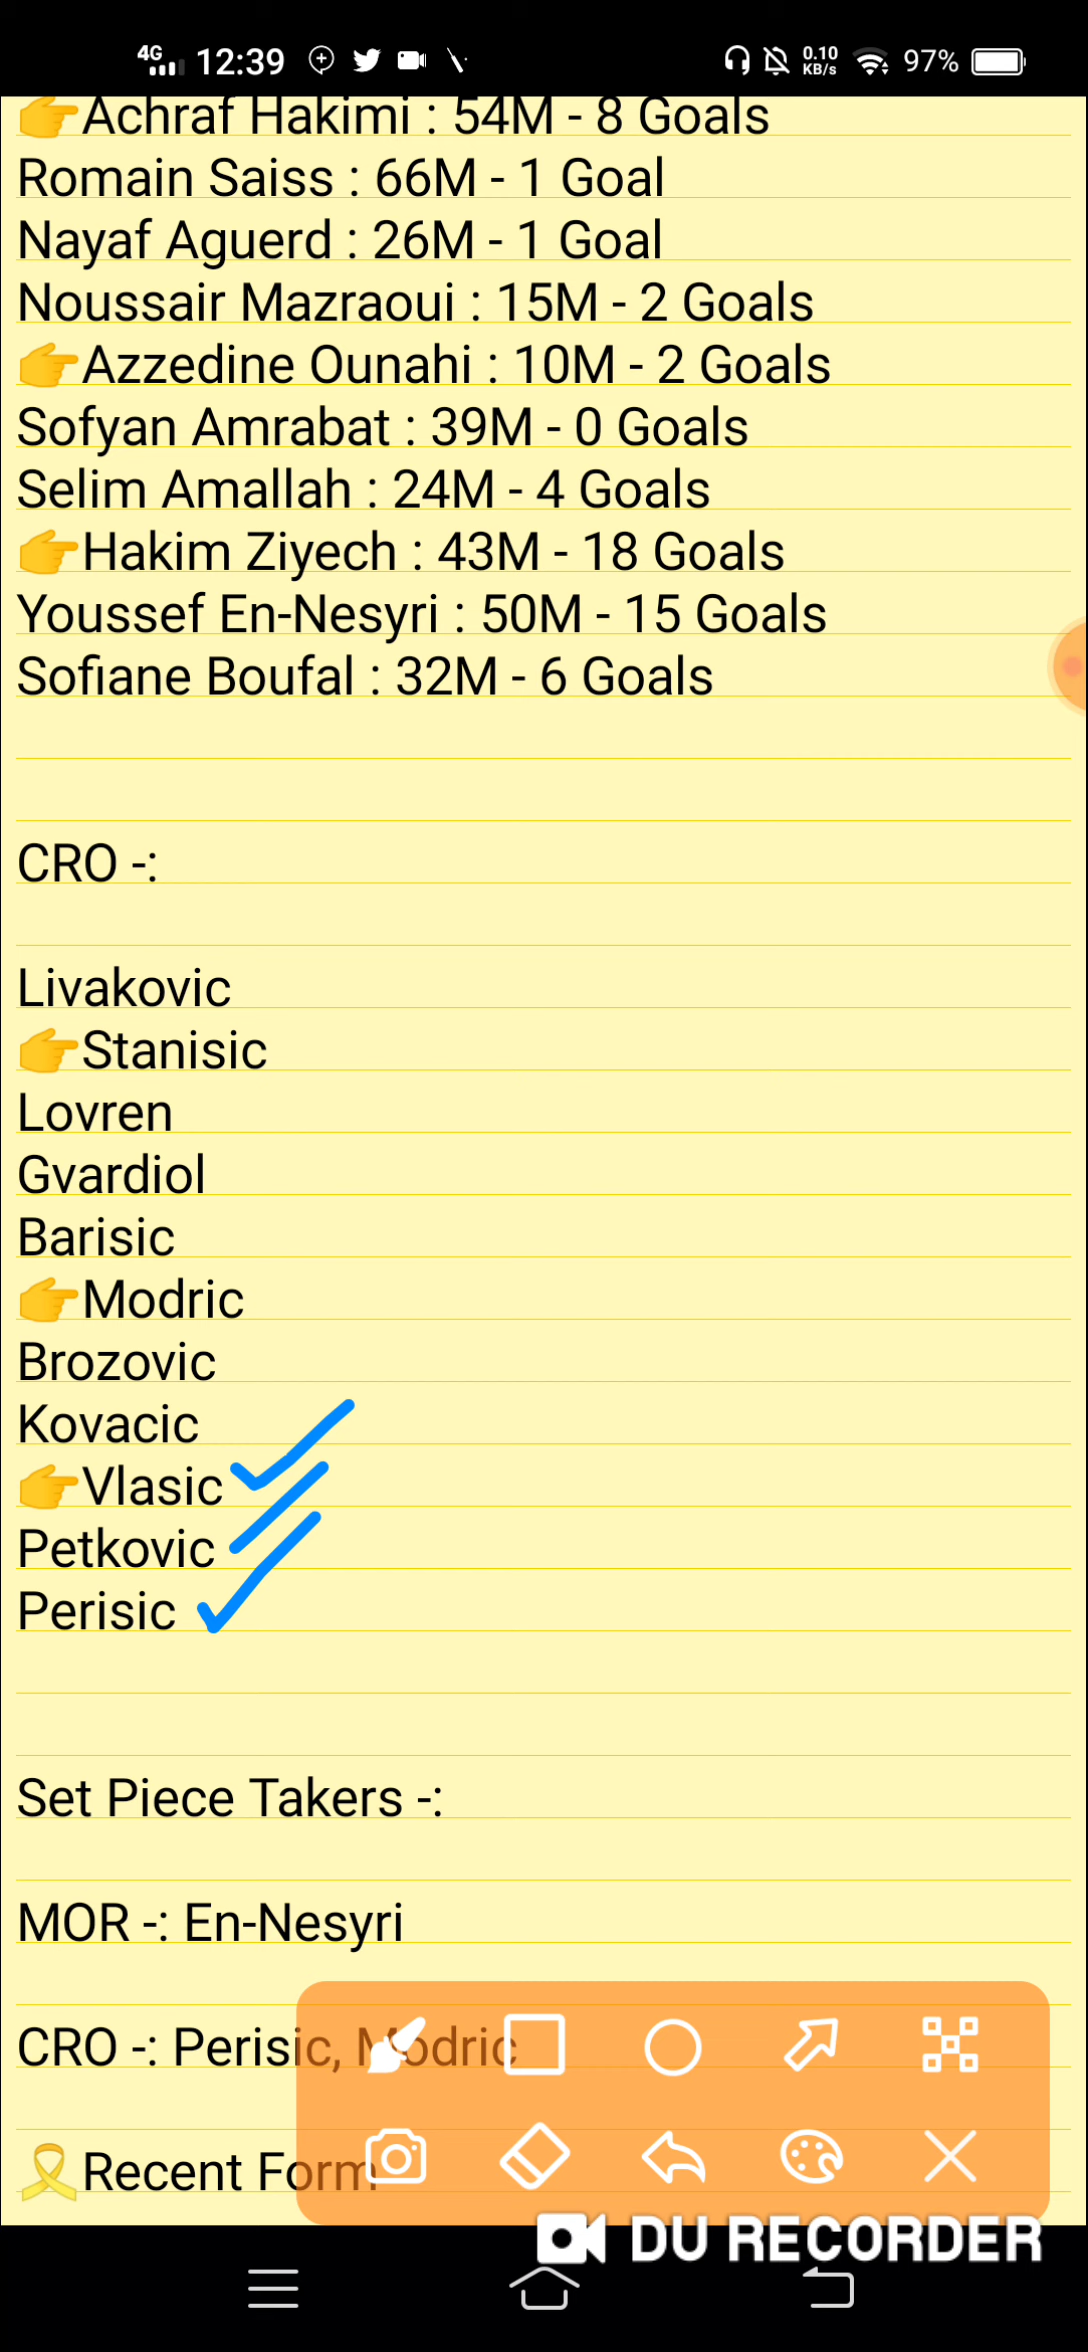 4G 12:39 0.10 KB/s 97%
👉Achraf Hakimi : 54M - 8 Goals
Romain Saiss : 66M - 1 Goal
Nayaf Aguerd : 26M - 1 Goal
Noussair Mazraoui : 15M - 2 Goals
👉Azzedine Ounahi : 10M - 2 Goals
Sofyan Amrabat : 39M - 0 Goals
Selim Amallah : 24M - 4 Goals
👉Hakim Ziyech : 43M - 18 Goals
Youssef En-Nesyri : 50M - 15 Goals
Sofiane Boufal : 32M - 6 Goals
CRO -:
Livakovic
👉Stanisic
Lovren
Gvardiol
Barisic
👉Modric
Brozovic
Kovacic
👉Vlasic
Petkovic
Perisic
Set Piece Takers -:
MOR -: En-Nesyri
CRO -: Perisic, Modric
🎗Recent Form
DU RECORDER